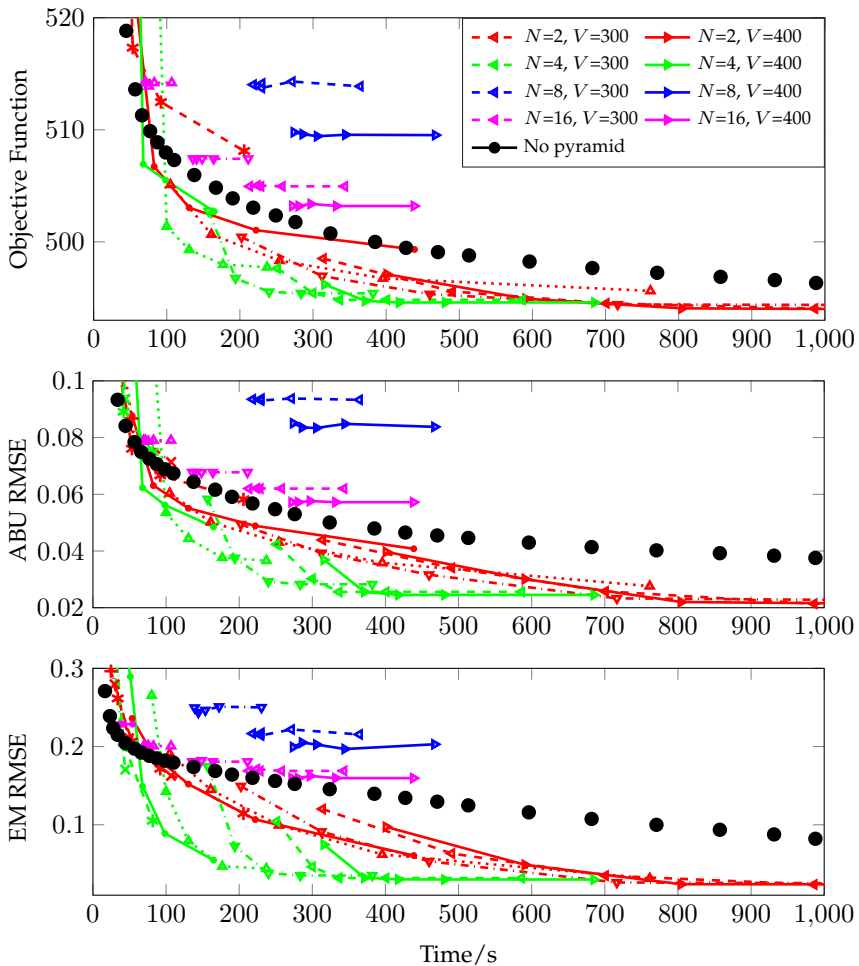 520
510
500
Objective Function
N=2, V=300
N=2, V=400
N=4, V=300
N=4, V=400
N=8, V=300
N=8, V=400
N=16, V=300
N=16, V=400
No pyramid
0 100 200 300 400 500 600 700 800 900 1,000
0.1
0.08
0.06
0.04
0.02
ABU RMSE
0 100 200 300 400 500 600 700 800 900 1,000
0.3
0.2
0.1
EM RMSE
0 100 200 300 400 500 600 700 800 900 1,000
Time/s